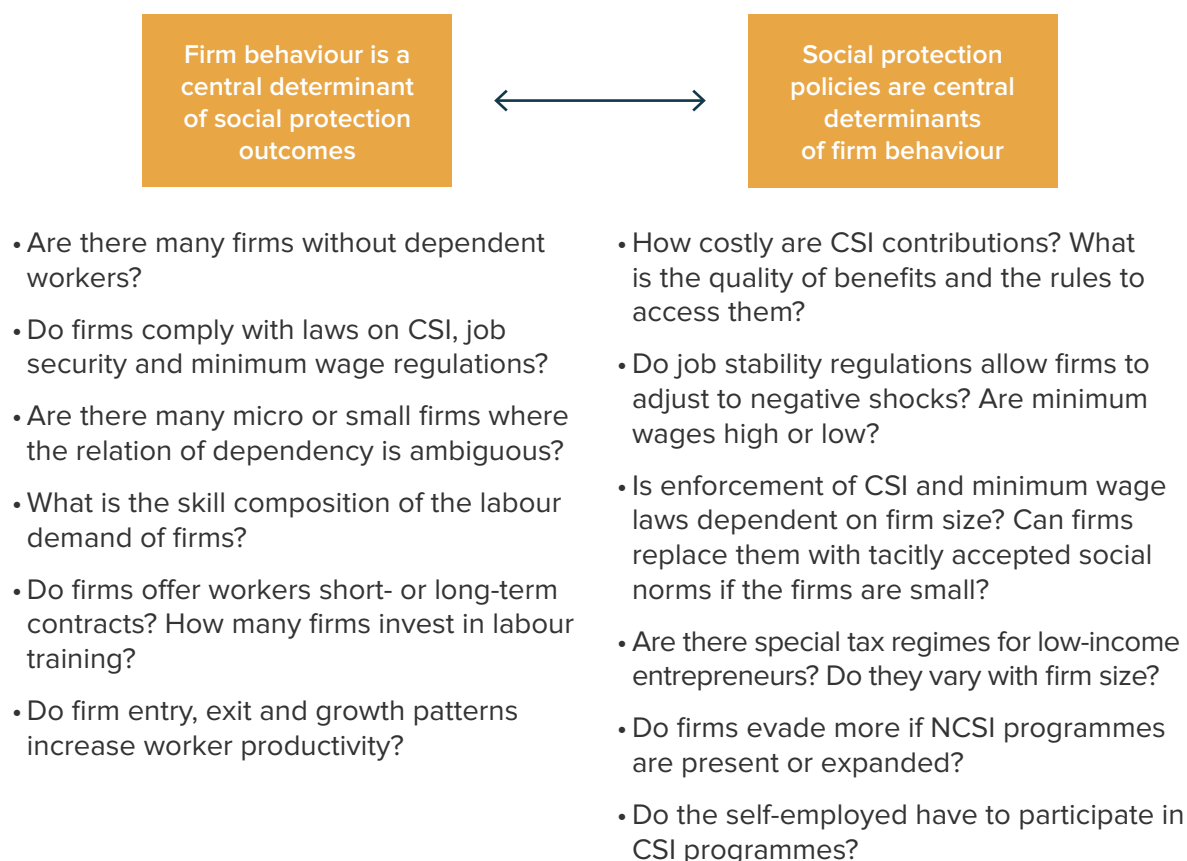 Firm behaviour is a
central determinant
of social protection
outcomes
Social protection
policies are central
determinants
of firm behaviour
• Are there many firms without dependent
workers?
• Do firms comply with laws on CSI, job
security and minimum wage regulations?
• Are there many micro or small firms where
the relation of dependency is ambiguous?
• What is the skill composition of the labour
demand of firms?
• Do firms offer workers short- or long-term
contracts? How many firms invest in labour
training?
• Do firm entry, exit and growth patterns
increase worker productivity?
• How costly are CSI contributions? What
is the quality of benefits and the rules to
access them?
• Do job stability regulations allow firms to
adjust to negative shocks? Are minimum
wages high or low?
• Is enforcement of CSI and minimum wage
laws dependent on firm size? Can firms
replace them with tacitly accepted social
norms if the firms are small?
• Are there special tax regimes for low-income
entrepreneurs? Do they vary with firm size?
• Do firms evade more if NCSI programmes
are present or expanded?
• Do the self-employed have to participate in
CSI programmes?